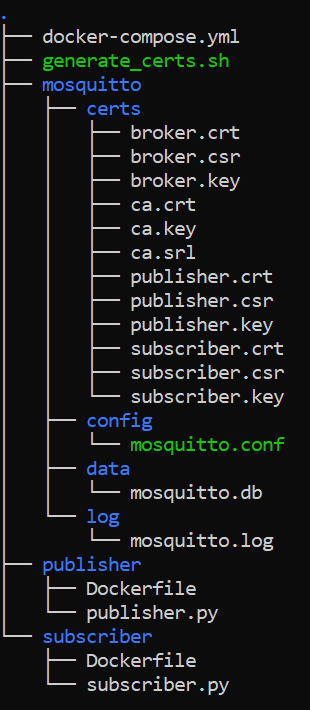 .
├── docker-compose.yml
├── generate_certs.sh
├── mosquitto
│   ├── certs
│   │   ├── broker.crt
│   │   ├── broker.csr
│   │   ├── broker.key
│   │   ├── ca.crt
│   │   ├── ca.key
│   │   ├── ca.srl
│   │   ├── publisher.crt
│   │   ├── publisher.csr
│   │   ├── publisher.key
│   │   ├── subscriber.crt
│   │   ├── subscriber.csr
│   │   └── subscriber.key
│   ├── config
│   │   └── mosquitto.conf
│   ├── data
│   │   └── mosquitto.db
│   └── log
│       └── mosquitto.log
├── publisher
│   ├── Dockerfile
│   └── publisher.py
└── subscriber
    ├── Dockerfile
    └── subscriber.py